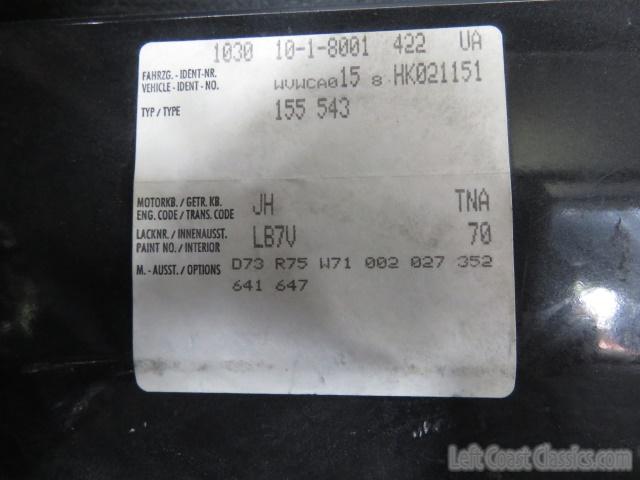 1030 10-1-8001 422 UA
FAHRZG. - IDENT-NR.
VEHICLE - IDENT - NO. WVWCA015 8 HK021151
TYP / TYPE 155 543
MOTORKB. / GETR. KB.
ENG. CODE / TRANS. CODE JH TNA
LACKNR. / INNENAUSST.
PAINT NO. / INTERIOR LB7V 70
M. - AUSST. / OPTIONS D73 R75 W71 002 027 352
641 647
Left Coast Classics.com